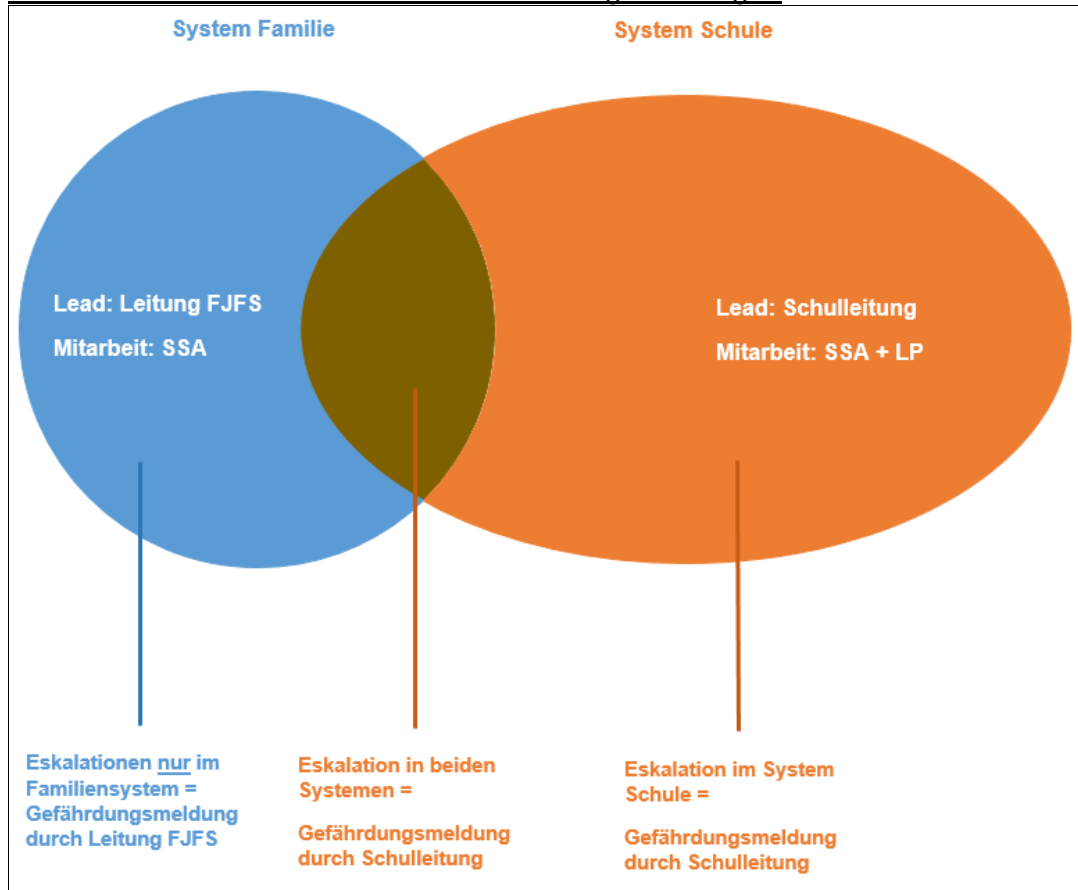 System Familie
System Schule
Lead: Leitung FJFS
Mitarbeit: SSA
Lead: Schulleitung
Mitarbeit: SSA + LP
Eskalationen nur im
Familiensystem =
Gefährdungsmeldung
durch Leitung FJFS
Eskalation in beiden
Systemen =
Gefährdungsmeldung
durch Schulleitung
Eskalation im System
Schule =
Gefährdungsmeldung
durch Schulleitung